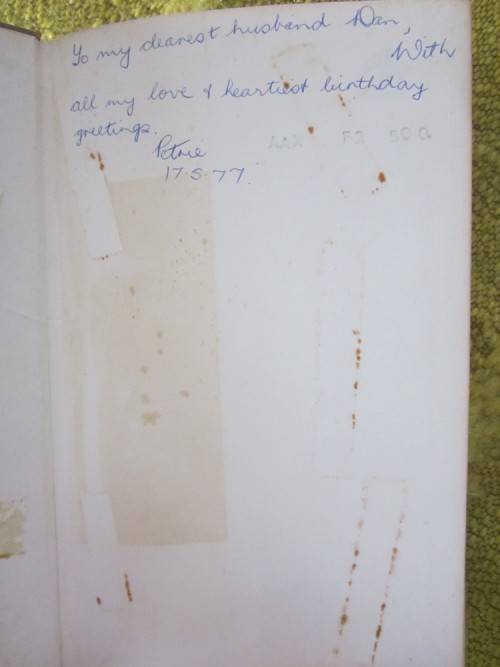 To my dearest husband Dan,
With
all my love & heartiest birthday
greetings.
Petrie
17.5.77.